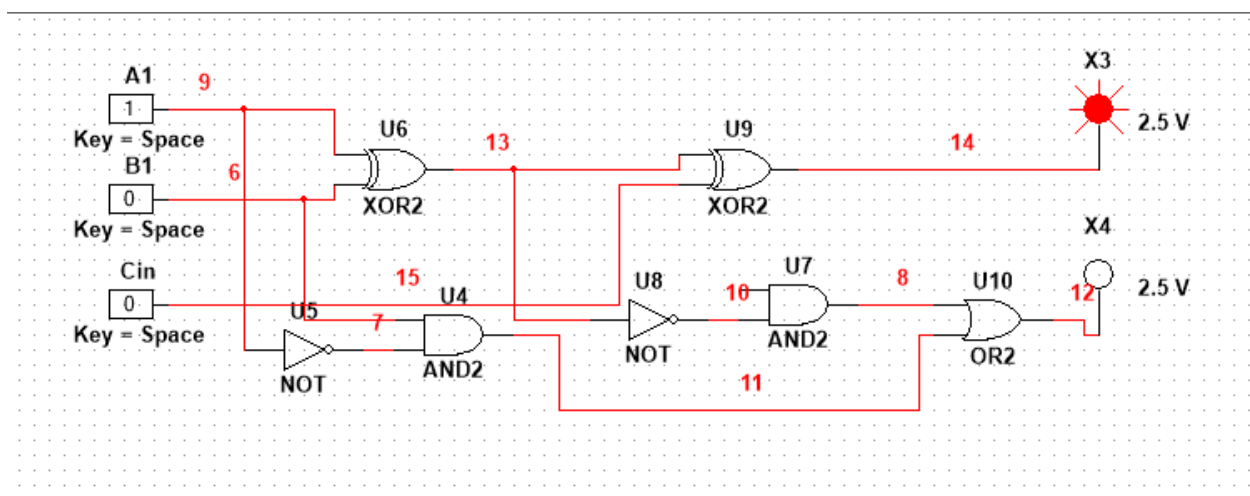 A1
9
1
Key = Space
B1
6
0
Key = Space
Cin
0
Key = Space
U6
XOR2
13
U9
XOR2
14
X3
2.5 V
15
U5
NOT
7
U4
AND2
U8
NOT
10
U7
AND2
8
U10
OR2
12
X4
2.5 V
11